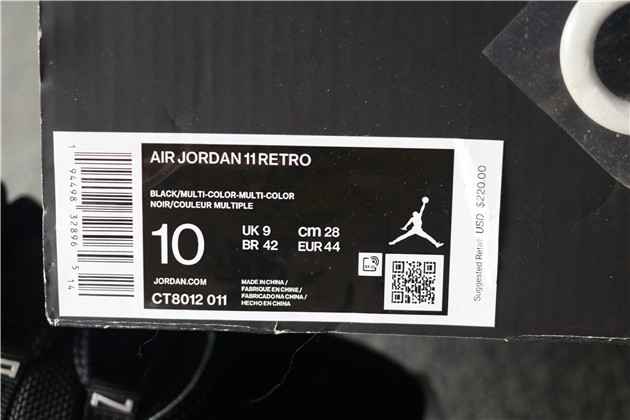 AIR JORDAN 11 RETRO
BLACK/MULTI-COLOR-MULTI-COLOR
NOIR/COULEUR MULTIPLE
10
UK 9
cm 28
BR 42
EUR 44
JORDAN.COM
CT8012 011
MADE IN CHINA/
FABRIQUE EN CHINE/
FABRICADO NA CHINA/
HECHO EN CHINA
Suggested Retail: USD $220.00
1 94498 32896 5 14